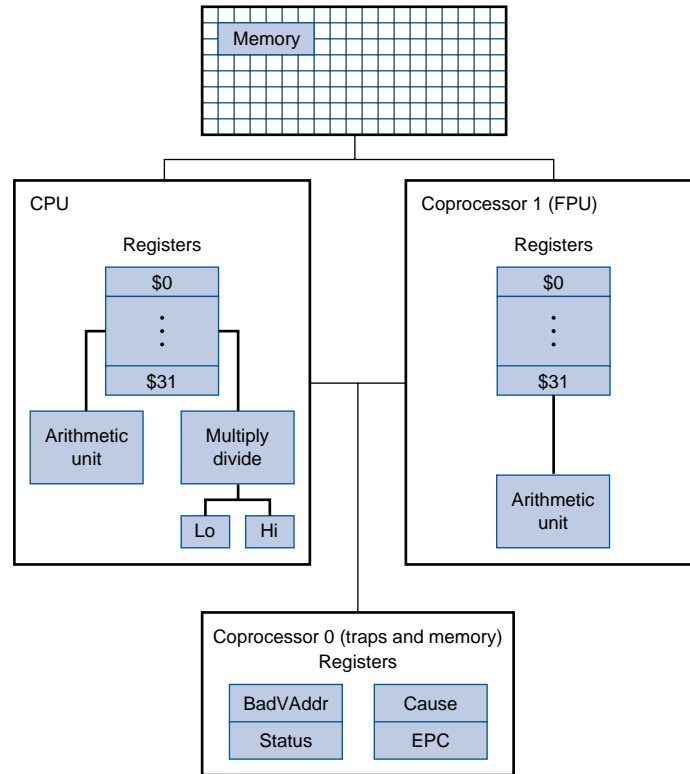 Memory
CPU
Registers
$0
$31
Arithmetic
unit
Multiply
divide
Lo
Hi
Coprocessor 1 (FPU)
Registers
$0
$31
Arithmetic
unit
Coprocessor 0 (traps and memory)
Registers
BadVAddr
Cause
Status
EPC